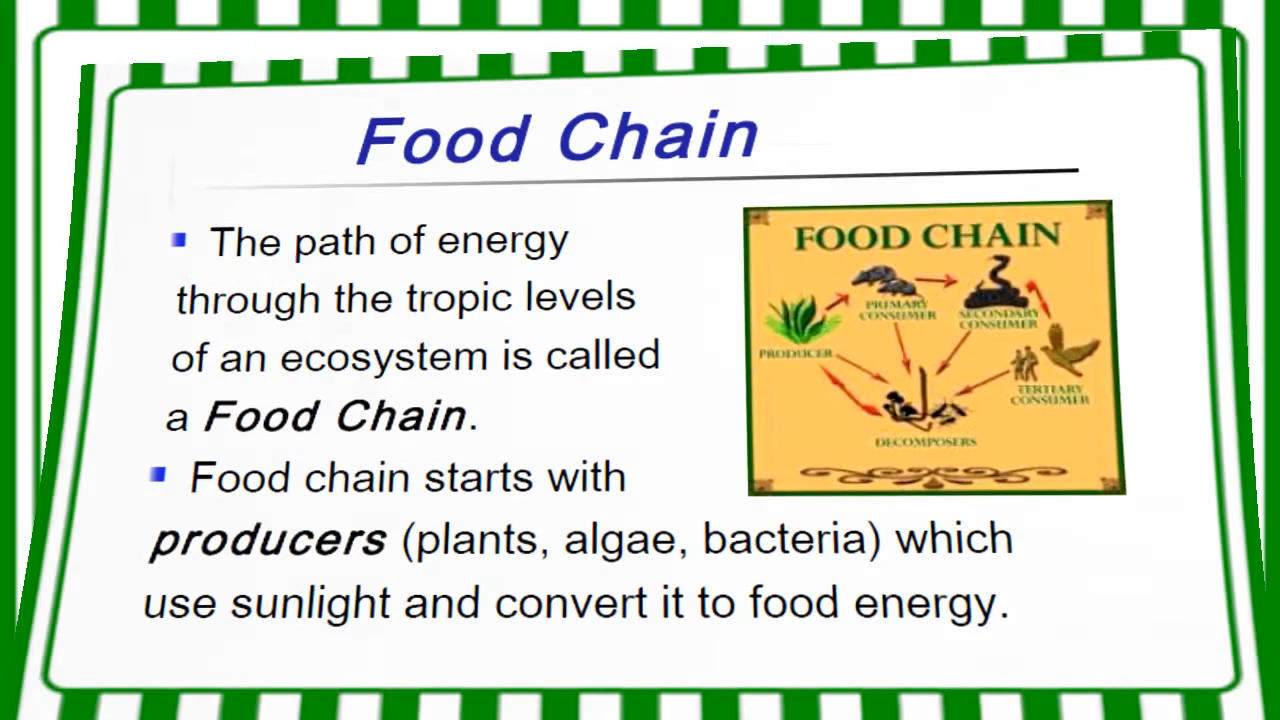 Food Chain
The path of energy
through the tropic levels
of an ecosystem is called
a Food Chain.
Food chain starts with
producers (plants, algae, bacteria) which
use sunlight and convert it to food energy.
FOOD CHAIN
PRIMARY
CONSUMER
SECONDARY
CONSUMER
PRODUCER
TERTIARY
CONSUMER
DECOMPOSERS